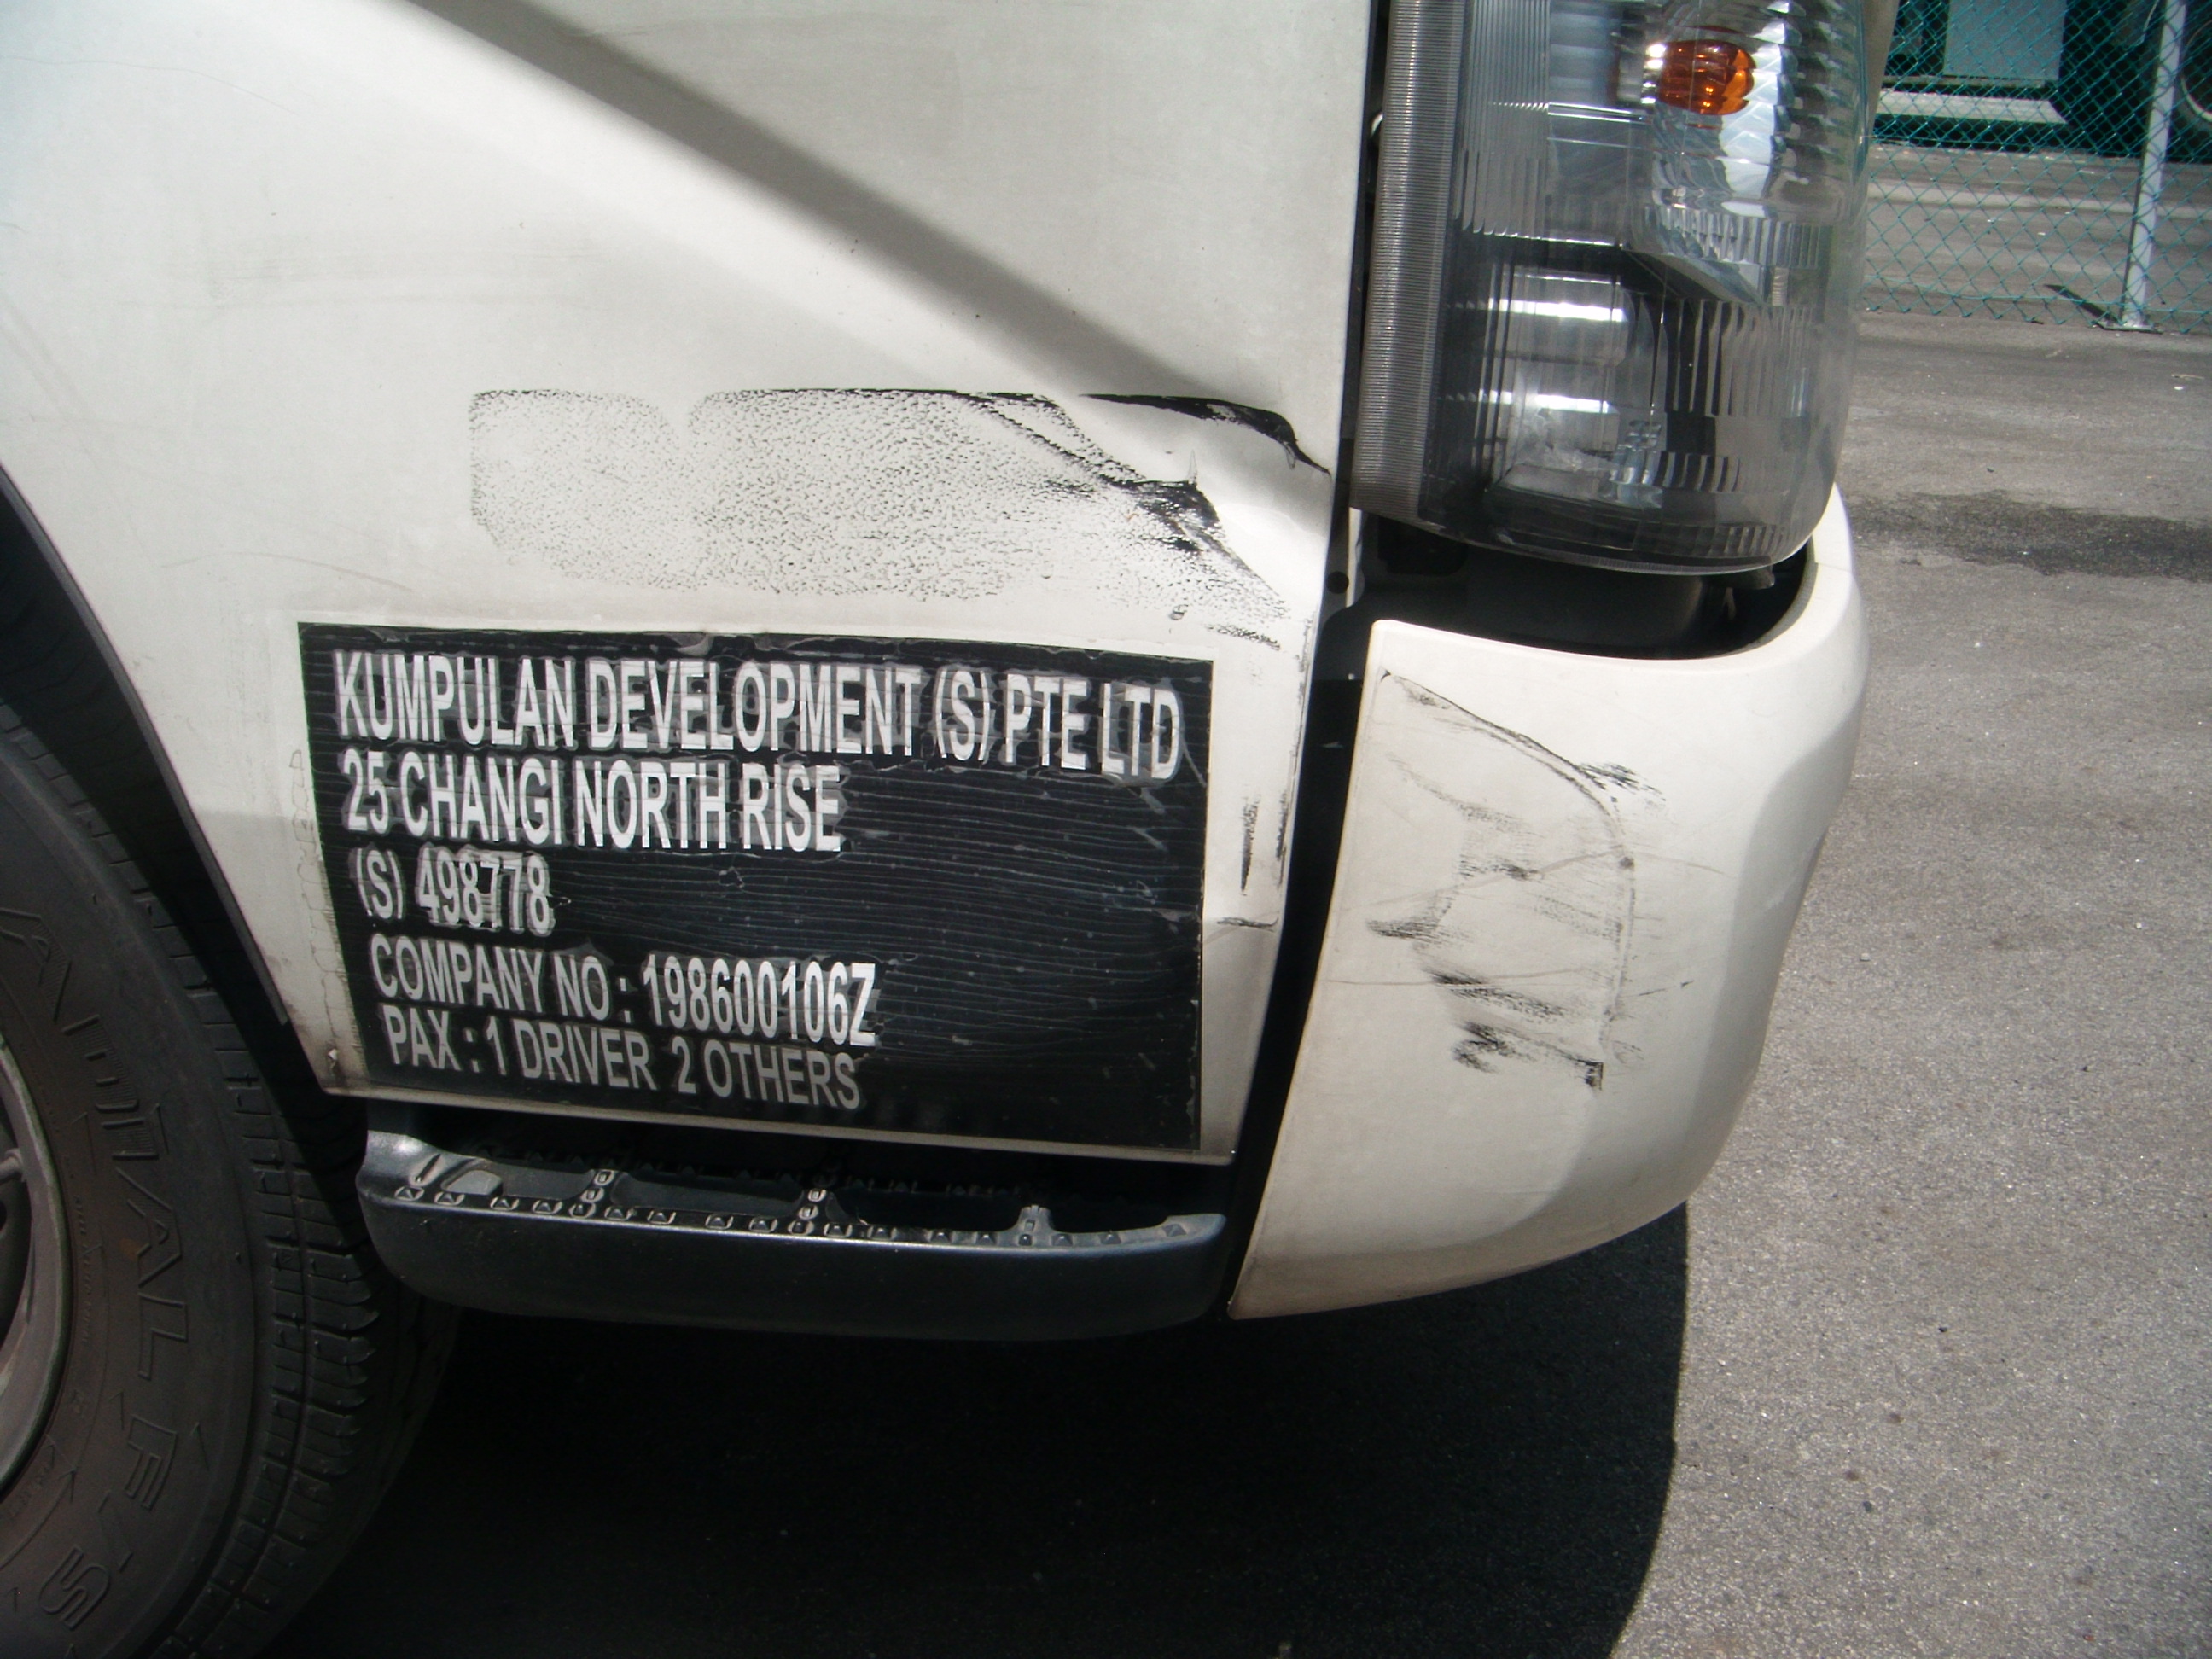 KUMPULAN DEVELOPMENT (S) PTE LTD
25 CHANGI NORTH RISE
(S) 498778
COMPANY NO : 198600106Z
PAX : 1 DRIVER 2 OTHERS